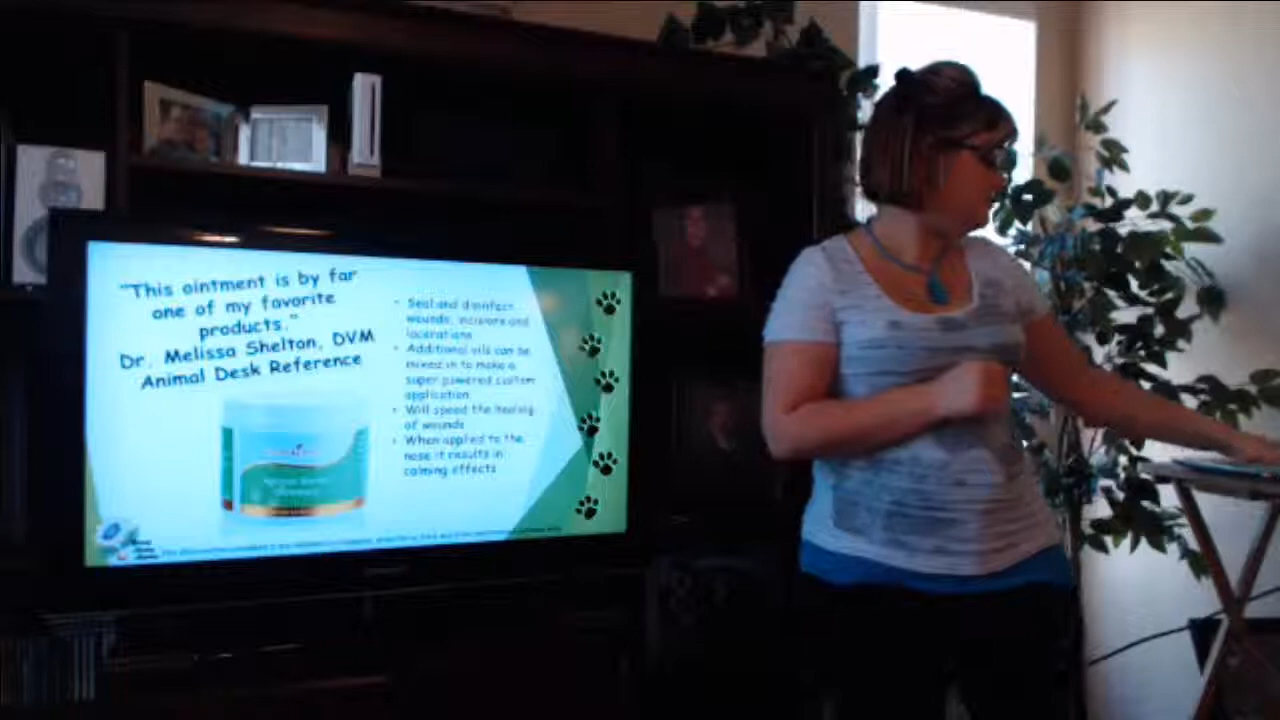 "This ointment is by far
one of my favorite
products."
Dr. Melissa Shelton, DVM
Animal Desk Reference
• Seal and disinfect
wounds, incisions and
lacerations
• Additional oils can be
mixed in to make a
super powered custom
application
• Will speed the healing
of wounds
• When applied to the
nose it results in
calming effects